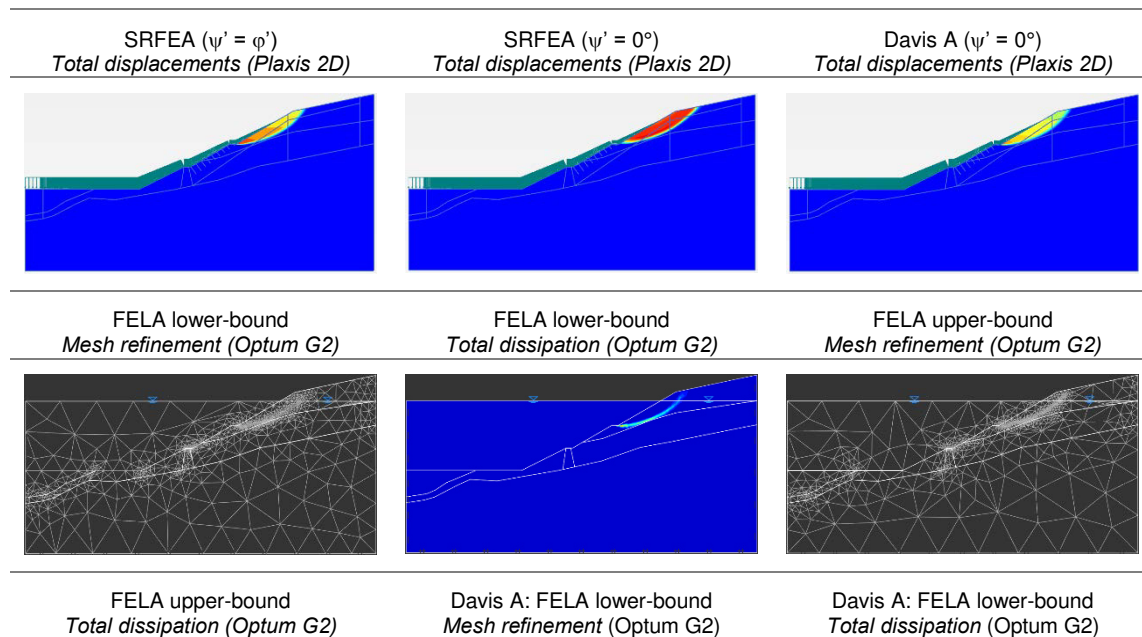 SRFEA (ψ' = φ')
Total displacements (Plaxis 2D)
SRFEA (ψ' = 0°)
Total displacements (Plaxis 2D)
Davis A (ψ' = 0°)
Total displacements (Plaxis 2D)
FELA lower-bound
Mesh refinement (Optum G2)
FELA lower-bound
Total dissipation (Optum G2)
FELA upper-bound
Mesh refinement (Optum G2)
FELA upper-bound
Total dissipation (Optum G2)
Davis A: FELA lower-bound
Mesh refinement (Optum G2)
Davis A: FELA lower-bound
Total dissipation (Optum G2)